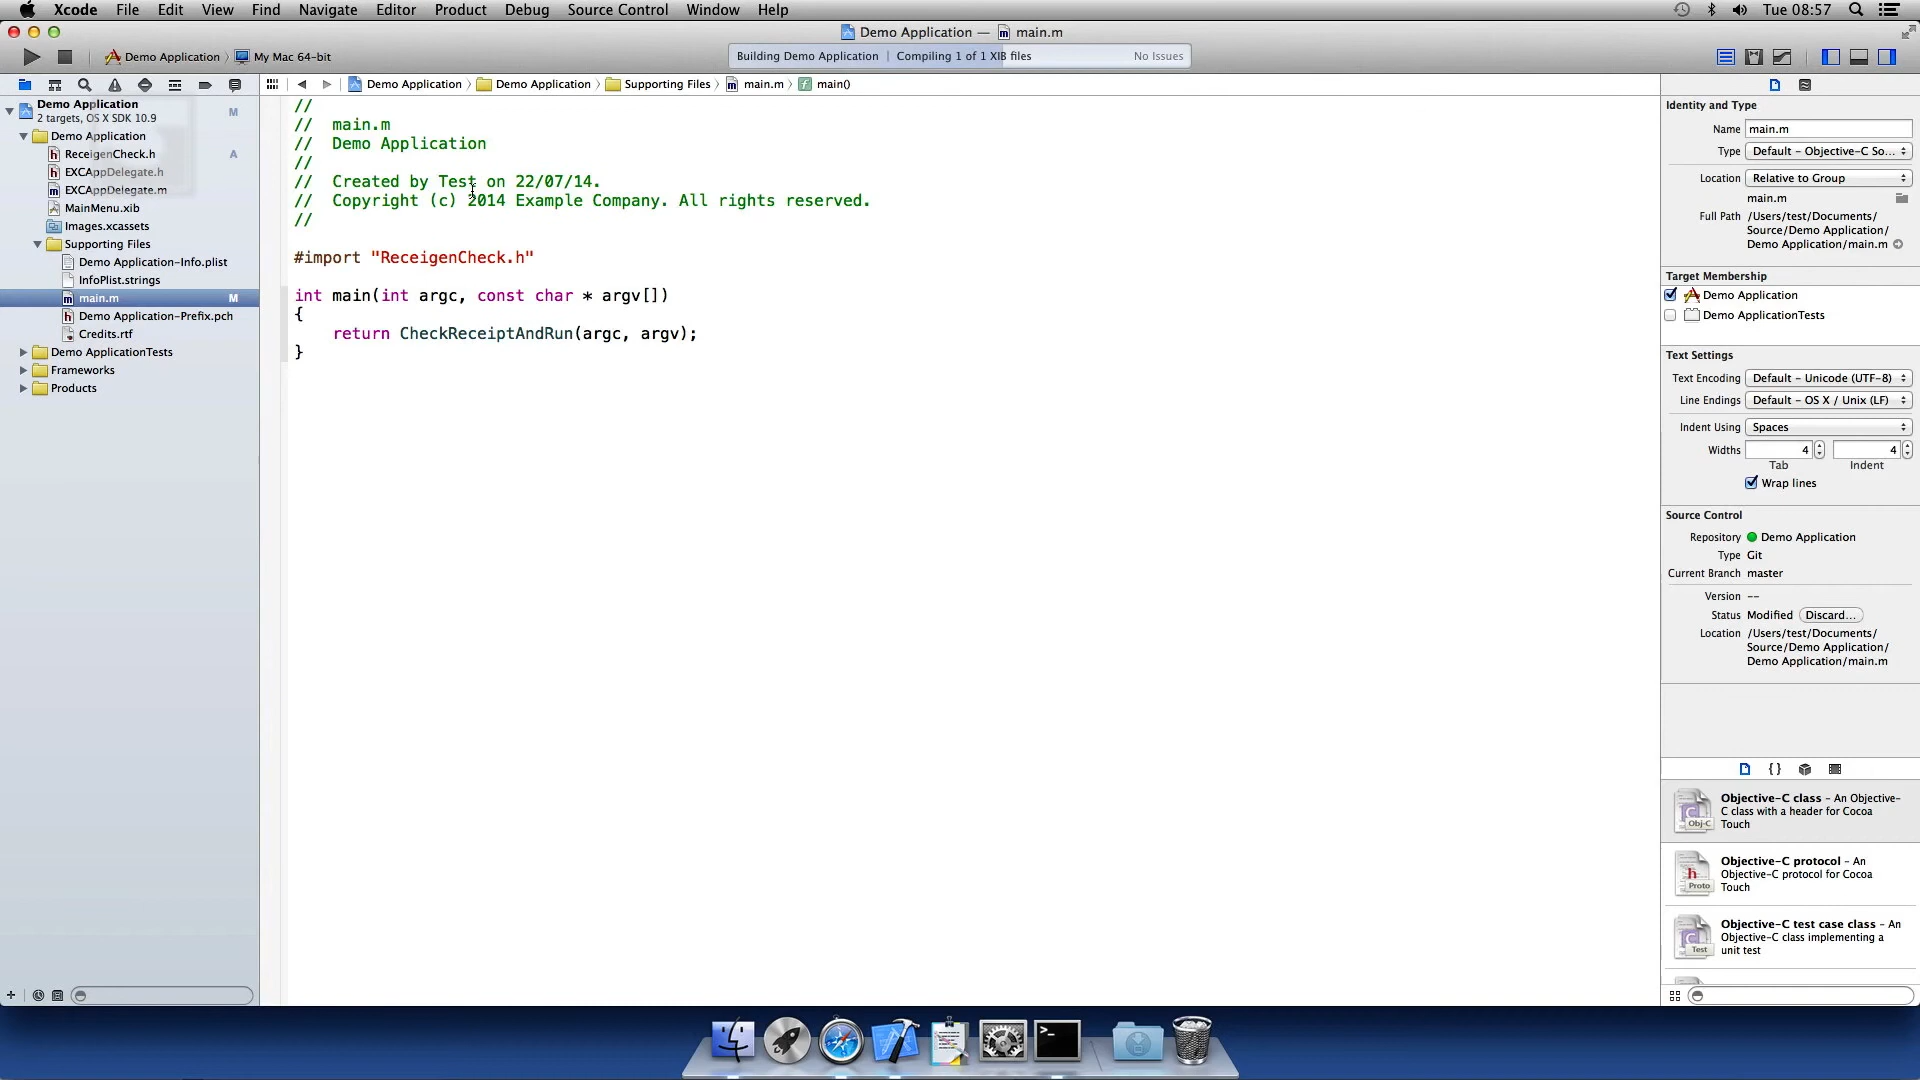 Xcode File Edit View Find Navigate Editor Product Debug Source Control Window Help Tue 08:57
Demo Application — main.m
Demo Application 〉 My Mac 64-bit
Building Demo Application | Compiling 1 of 1 XIB files No Issues
Demo Application 〉 Demo Application 〉 Supporting Files 〉 main.m 〉 main()
Demo Application
2 targets, OS X SDK 10.9
M
Demo Application
ReceigenCheck.h A
EXCAppDelegate.h
EXCAppDelegate.m
MainMenu.xib
Images.xcassets
Supporting Files
Demo Application-Info.plist
InfoPlist.strings
main.m M
Demo Application-Prefix.pch
Credits.rtf
Demo ApplicationTests
Frameworks
Products
//
// main.m
// Demo Application
//
// Created by Test on 22/07/14.
// Copyright (c) 2014 Example Company. All rights reserved.
//
#import "ReceigenCheck.h"
int main(int argc, const char * argv[])
{
return CheckReceiptAndRun(argc, argv);
}
Identity and Type
Name main.m
Type Default - Objective-C So...
Location Relative to Group
main.m
Full Path /Users/test/Documents/
Source/Demo Application/
Demo Application/main.m
Target Membership
Demo Application
Demo ApplicationTests
Text Settings
Text Encoding Default - Unicode (UTF-8)
Line Endings Default - OS X / Unix (LF)
Indent Using Spaces
Widths 4 4
Tab Indent
Wrap lines
Source Control
Repository Demo Application
Type Git
Current Branch master
Version --
Status Modified Discard...
Location /Users/test/Documents/
Source/Demo Application/
Demo Application/main.m
{ }
Obj-C
Objective-C class - An Objective-
C class with a header for Cocoa
Touch
Proto
Objective-C protocol - An
Objective-C protocol for Cocoa
Touch
Test
Objective-C test case class - An
Objective-C class implementing a
unit test